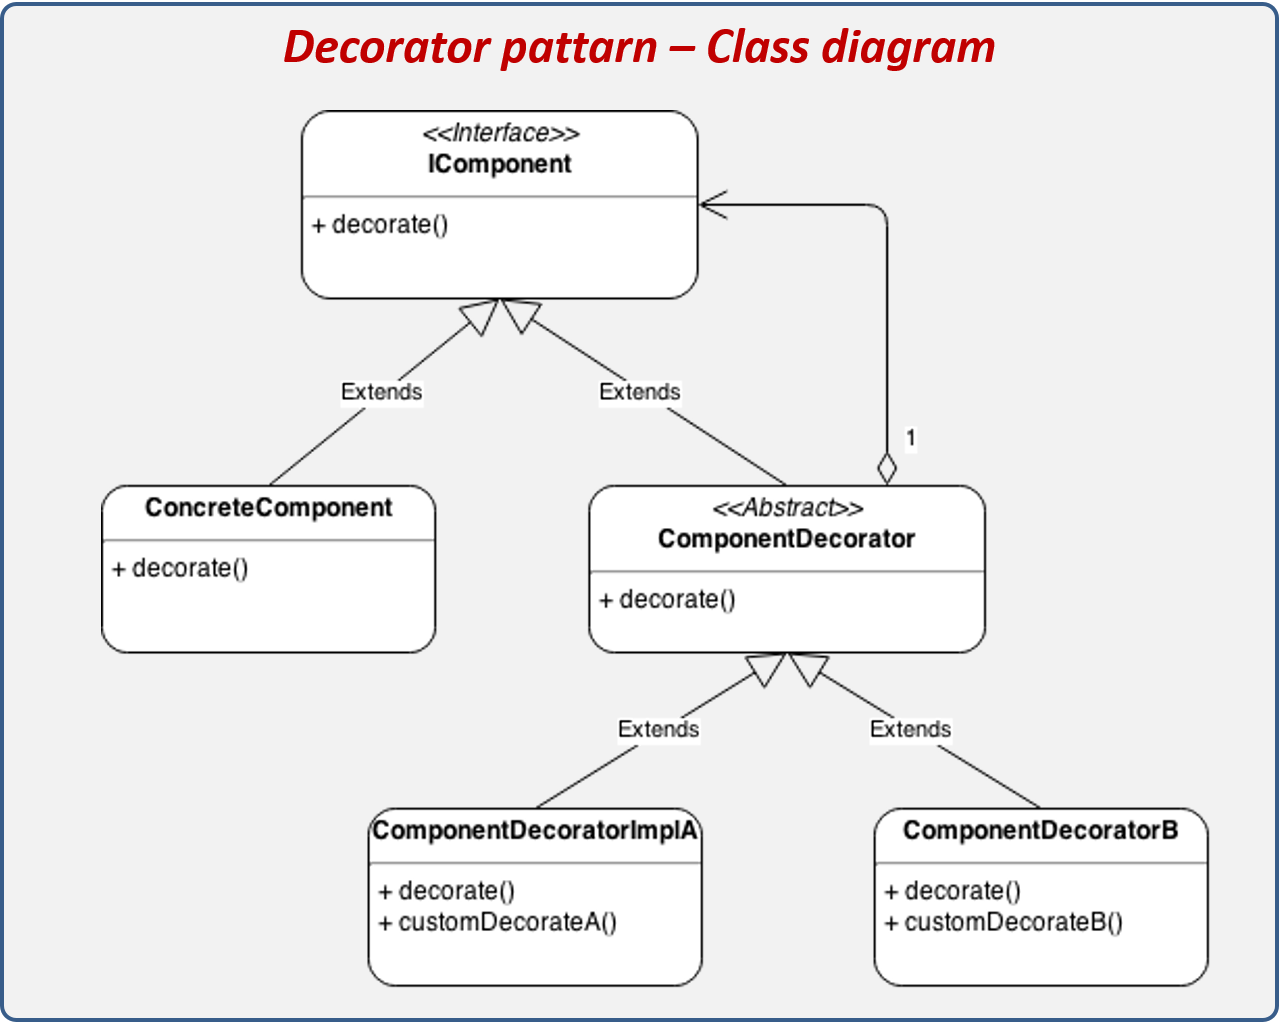 Decorator pattarn – Class diagram
<<Interface>>
IComponent
+ decorate()
Extends
Extends
1
ConcreteComponent
+ decorate()
<<Abstract>>
ComponentDecorator
+ decorate()
Extends
Extends
ComponentDecoratorImplA
+ decorate()
+ customDecorateA()
ComponentDecoratorB
+ decorate()
+ customDecorateB()